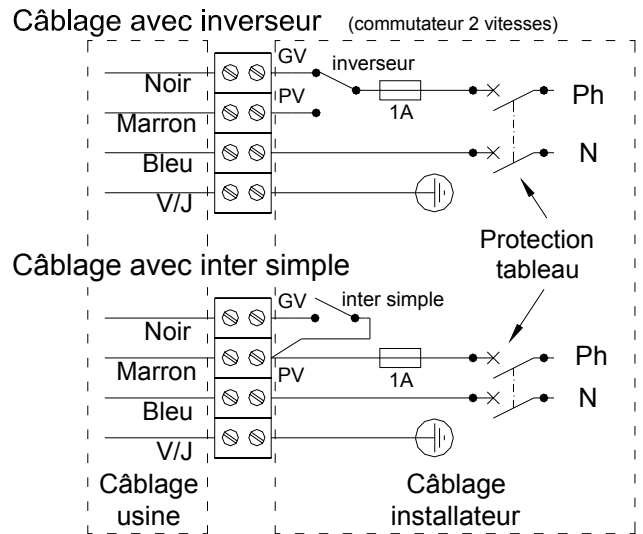 Câblage avec inverseur (commutateur 2 vitesses)
GV
inverseur
Noir
Ph
PV
1A
Marron
N
Bleu
V/J
Protection
tableau
Câblage avec inter simple
GV
inter simple
Noir
Ph
Marron
PV
1A
N
Bleu
V/J
Câblage
usine
Câblage
installateur